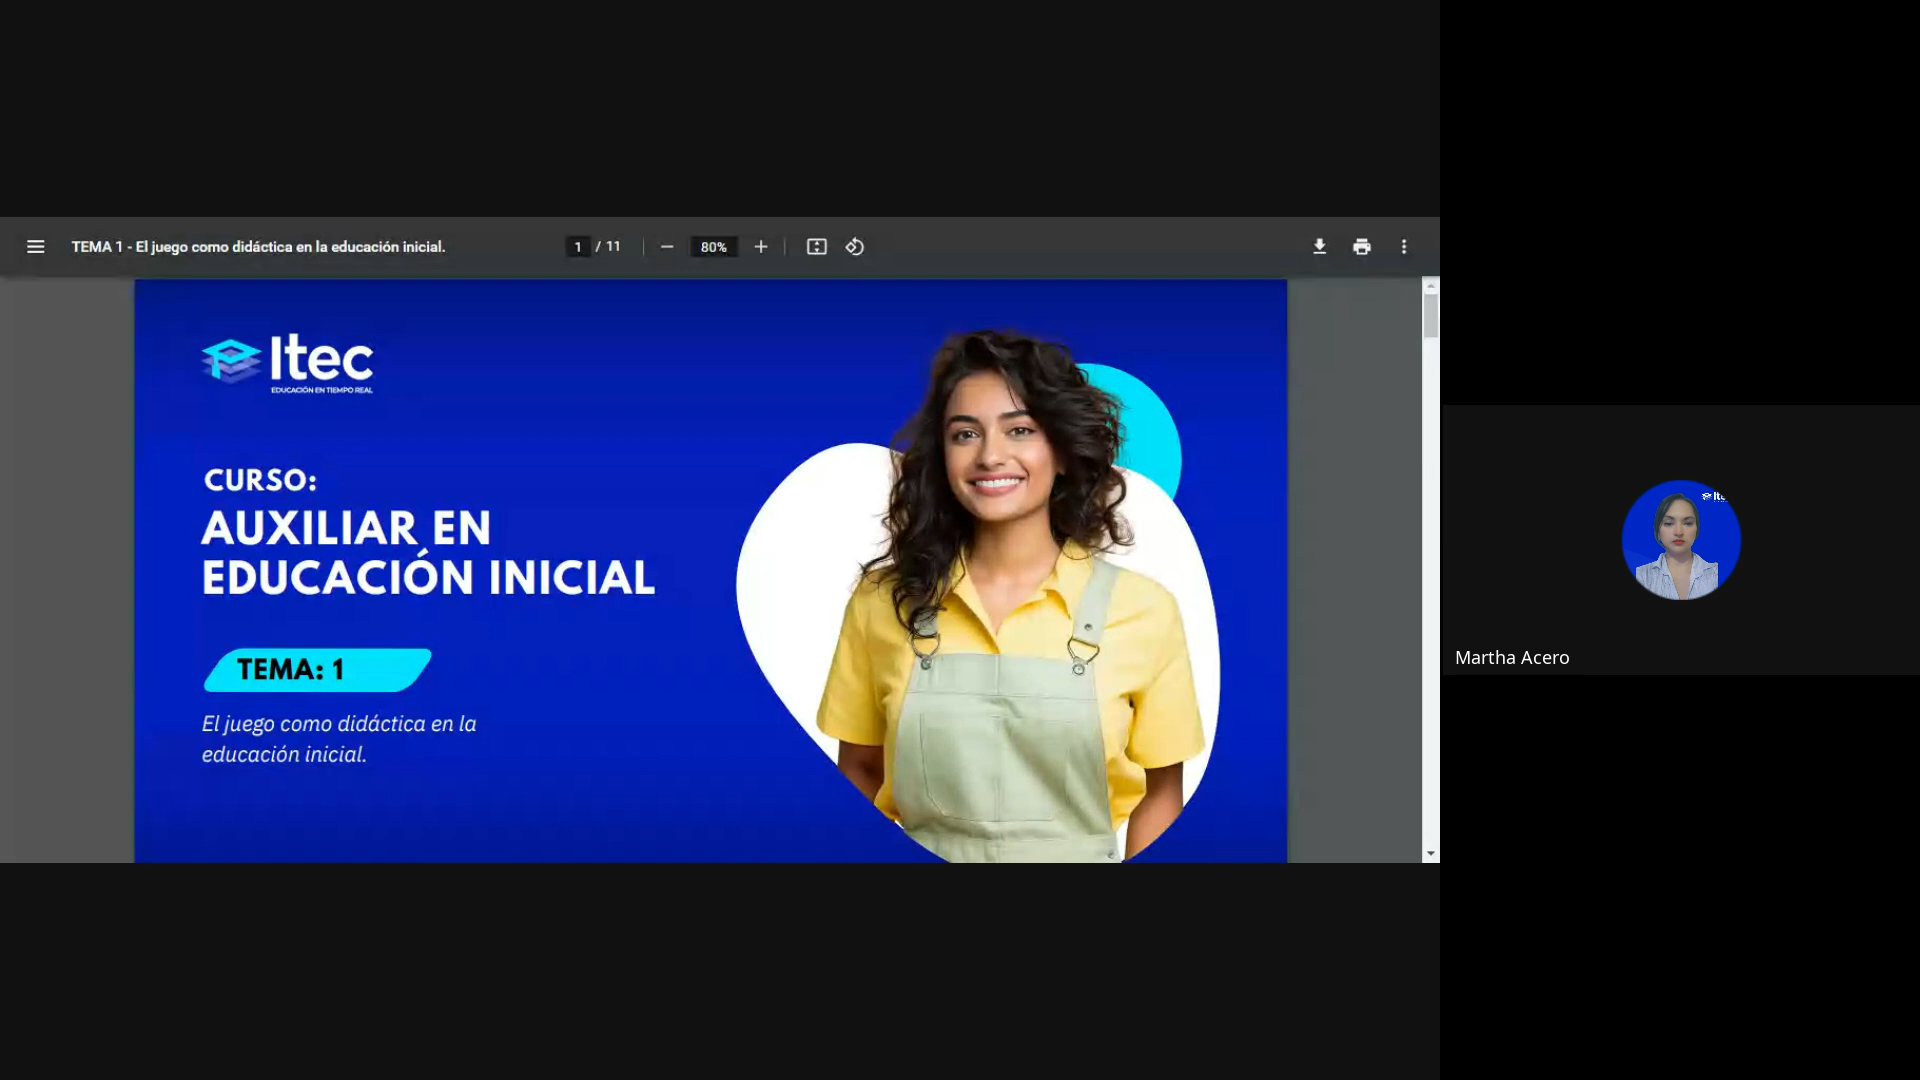 TEMA 1 - El juego como didáctica en la educación inicial.
1 / 11
80%
Itec
EDUCACIÓN EN TIEMPO REAL
CURSO:
AUXILIAR EN
EDUCACIÓN INICIAL
TEMA: 1
El juego como didáctica en la
educación inicial.
Martha Acero